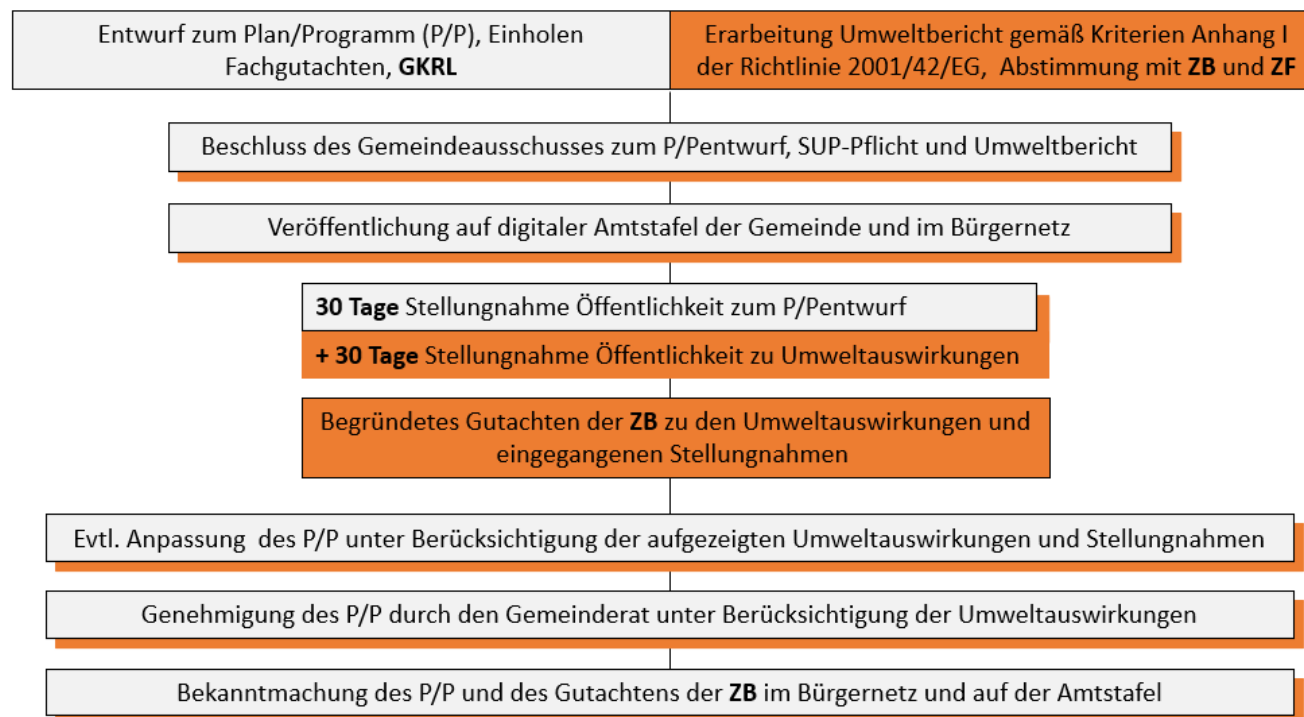 Entwurf zum Plan/Programm (P/P), Einholen
Fachgutachten, GKRL
Erarbeitung Umweltbericht gemäß Kriterien Anhang I
der Richtlinie 2001/42/EG, Abstimmung mit ZB und ZF
Beschluss des Gemeindeausschusses zum P/Pentwurf, SUP-Pflicht und Umweltbericht
Veröffentlichung auf digitaler Amtstafel der Gemeinde und im Bürgernetz
30 Tage Stellungnahme Öffentlichkeit zum P/Pentwurf
+ 30 Tage Stellungnahme Öffentlichkeit zu Umweltauswirkungen
Begründetes Gutachten der ZB zu den Umweltauswirkungen und
eingegangenen Stellungnahmen
Evtl. Anpassung des P/P unter Berücksichtigung der aufgezeigten Umweltauswirkungen und Stellungnahmen
Genehmigung des P/P durch den Gemeinderat unter Berücksichtigung der Umweltauswirkungen
Bekanntmachung des P/P und des Gutachtens der ZB im Bürgernetz und auf der Amtstafel